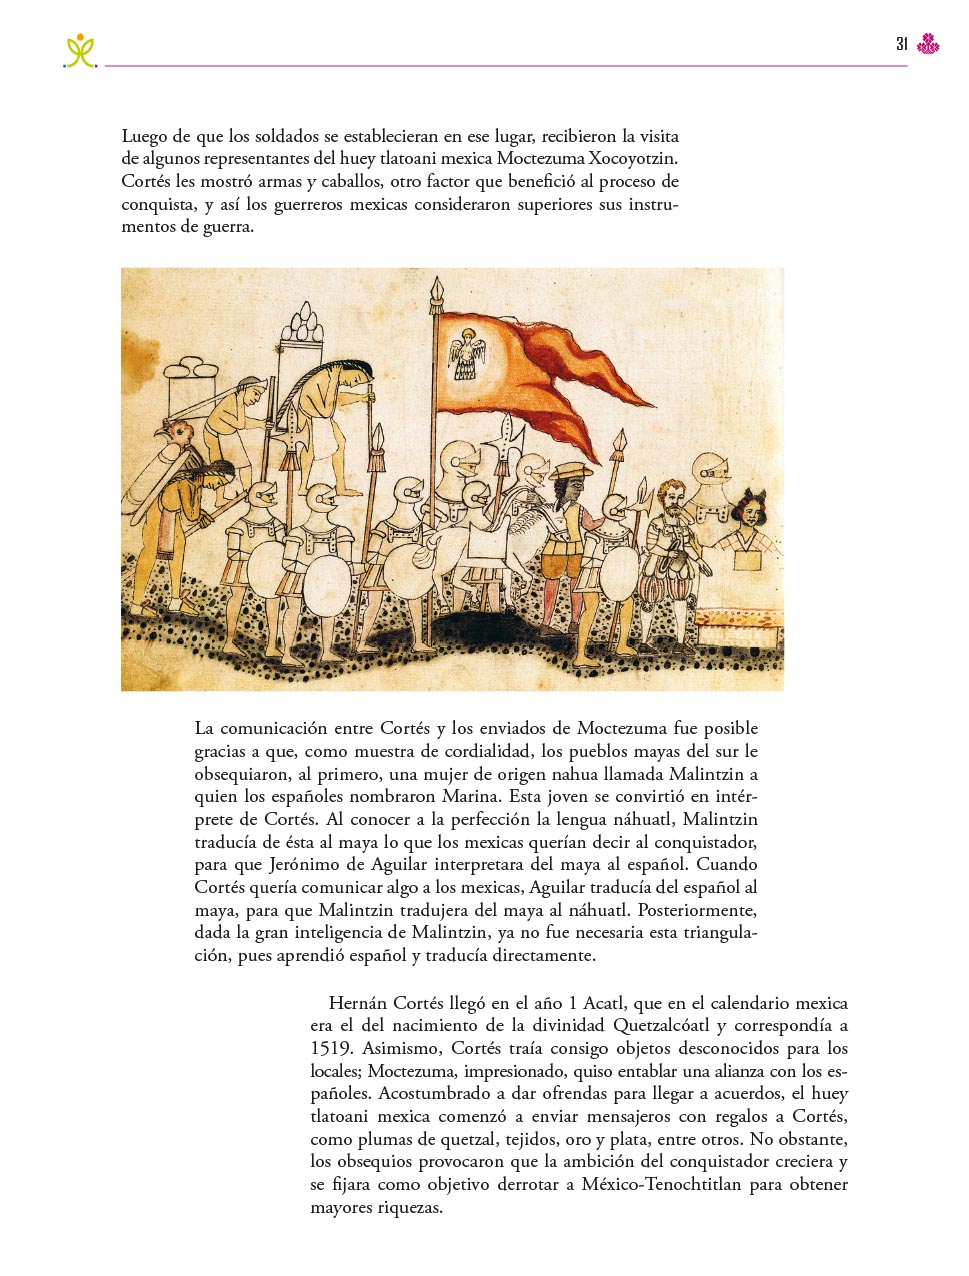 31
Luego de que los soldados se establecieran en ese lugar, recibieron la visita
de algunos representantes del huey tlatoani mexica Moctezuma Xocoyotzin.
Cortés les mostró armas y caballos, otro factor que benefició al proceso de
conquista, y así los guerreros mexicas consideraron superiores sus instru-
mentos de guerra.
La comunicación entre Cortés y los enviados de Moctezuma fue posible
gracias a que, como muestra de cordialidad, los pueblos mayas del sur le
obsequiaron, al primero, una mujer de origen nahua llamada Malintzin a
quien los españoles nombraron Marina. Esta joven se convirtió en intér-
prete de Cortés. Al conocer a la perfección la lengua náhuatl, Malintzin
traducía de ésta al maya lo que los mexicas querían decir al conquistador,
para que Jerónimo de Aguilar interpretara del maya al español. Cuando
Cortés quería comunicar algo a los mexicas, Aguilar traducía del español al
maya, para que Malintzin tradujera del maya al náhuatl. Posteriormente,
dada la gran inteligencia de Malintzin, ya no fue necesaria esta triangula-
ción, pues aprendió español y traducía directamente.
Hernán Cortés llegó en el año 1 Acatl, que en el calendario mexica
era el del nacimiento de la divinidad Quetzalcóatl y correspondía a
1519. Asimismo, Cortés traía consigo objetos desconocidos para los
locales; Moctezuma, impresionado, quiso entablar una alianza con los es-
pañoles. Acostumbrado a dar ofrendas para llegar a acuerdos, el huey
tlatoani mexica comenzó a enviar mensajeros con regalos a Cortés,
como plumas de quetzal, tejidos, oro y plata, entre otros. No obstante,
los obsequios provocaron que la ambición del conquistador creciera y
se fijara como objetivo derrotar a México-Tenochtitlan para obtener
mayores riquezas.